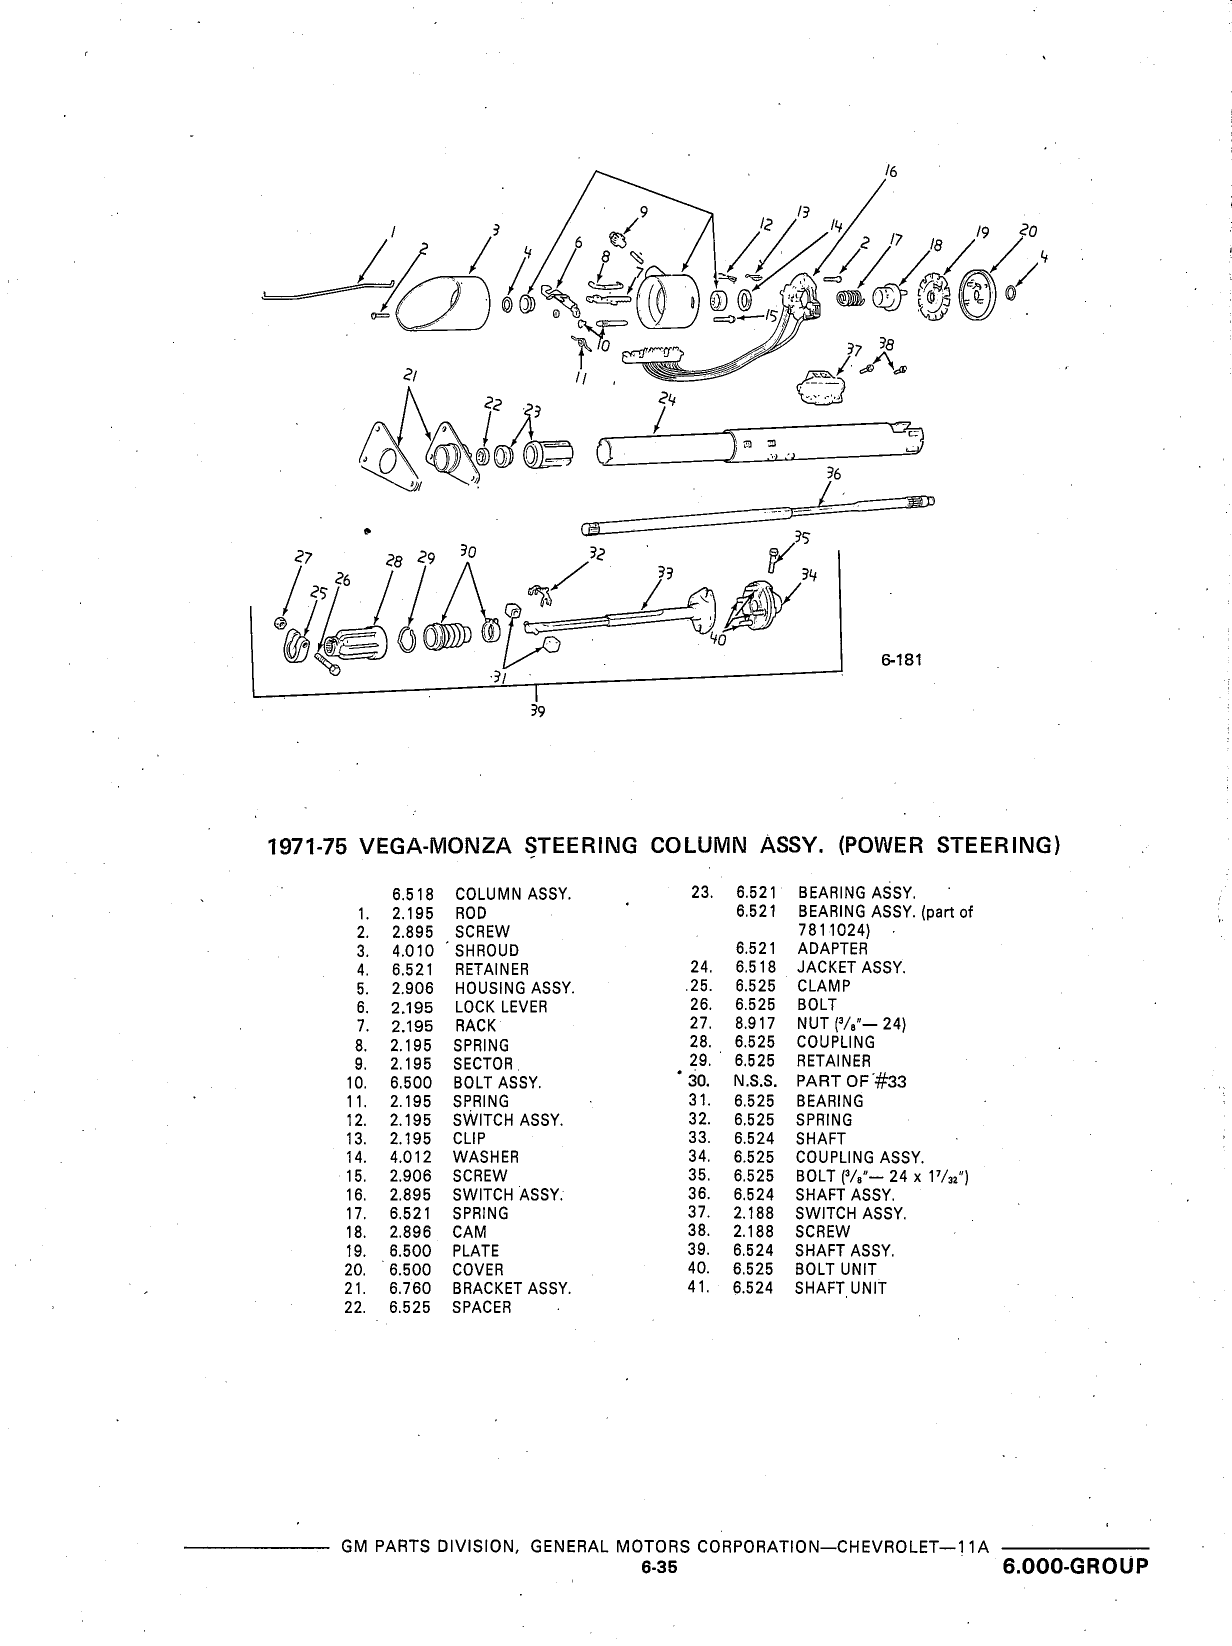 16
9
13
12
14
1
2
3
4
6
8
7
2
17
18
19
20
4
15
10
11
37
38
21
22
23
24
36
35
27
25
26
28
29
30
32
33
34
31
40
6-181
39
1971-75 VEGA-MONZA STEERING COLUMN ASSY. (POWER STEERING)
6.518 COLUMN ASSY.
1. 2.195 ROD
2. 2.895 SCREW
3. 4.010 SHROUD
4. 6.521 RETAINER
5. 2.906 HOUSING ASSY.
6. 2.195 LOCK LEVER
7. 2.195 RACK
8. 2.195 SPRING
9. 2.195 SECTOR
10. 6.500 BOLT ASSY.
11. 2.195 SPRING
12. 2.195 SWITCH ASSY.
13. 2.195 CLIP
14. 4.012 WASHER
15. 2.906 SCREW
16. 2.895 SWITCH ASSY.
17. 6.521 SPRING
18. 2.896 CAM
19. 6.500 PLATE
20. 6.500 COVER
21. 6.760 BRACKET ASSY.
22. 6.525 SPACER
23. 6.521 BEARING ASSY.
6.521 BEARING ASSY. (part of
7811024)
6.521 ADAPTER
24. 6.518 JACKET ASSY.
25. 6.525 CLAMP
26. 6.525 BOLT
27. 8.917 NUT (³/₈"— 24)
28. 6.525 COUPLING
29. 6.525 RETAINER
30. N.S.S. PART OF #33
31. 6.525 BEARING
32. 6.525 SPRING
33. 6.524 SHAFT
34. 6.525 COUPLING ASSY.
35. 6.525 BOLT (³/₈"— 24 x 1⁷/₃₂")
36. 6.524 SHAFT ASSY.
37. 2.188 SWITCH ASSY.
38. 2.188 SCREW
39. 6.524 SHAFT ASSY.
40. 6.525 BOLT UNIT
41. 6.524 SHAFT UNIT
GM PARTS DIVISION, GENERAL MOTORS CORPORATION—CHEVROLET—11A
6-35
6.000-GROUP